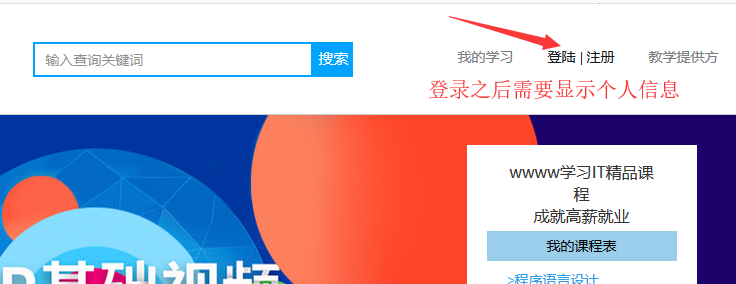 输入查询关键词 搜索 我的学习 登陆 | 注册 教学提供方
登录之后需要显示个人信息
wwww学习IT精品课
程
成就高薪就业
我的课程表
>程序语言设计
P基础视频